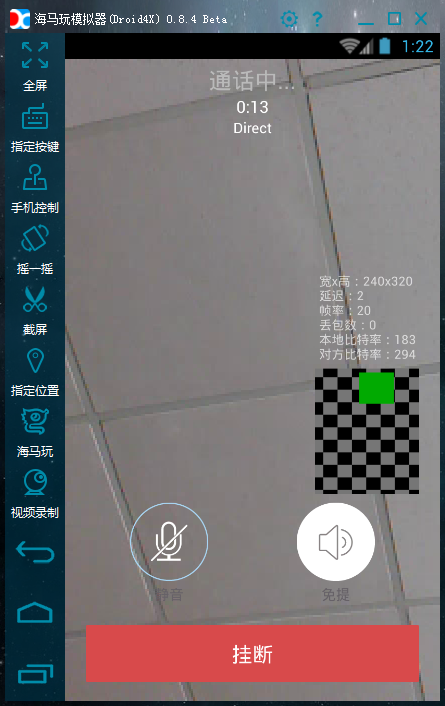 海马玩模拟器(Droid4X) 0.8.4 Beta
?
1:22
全屏
指定按键
手机控制
摇一摇
截屏
指定位置
海马玩
视频录制
通话中...
0:13
Direct
宽x高：240x320
延迟：2
帧率：20
丢包数：0
本地比特率：183
对方比特率：294
静音
免提
挂断